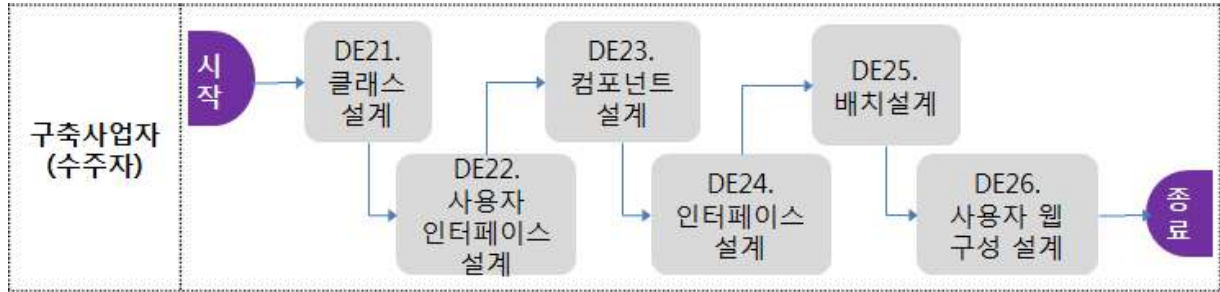 구축사업자
(수주자)
시
작
DE21.
클래스
설계
DE22.
사용자
인터페이스
설계
DE23.
컴포넌트
설계
DE24.
인터페이스
설계
DE25.
배치설계
DE26.
사용자 웹
구성 설계
종
료